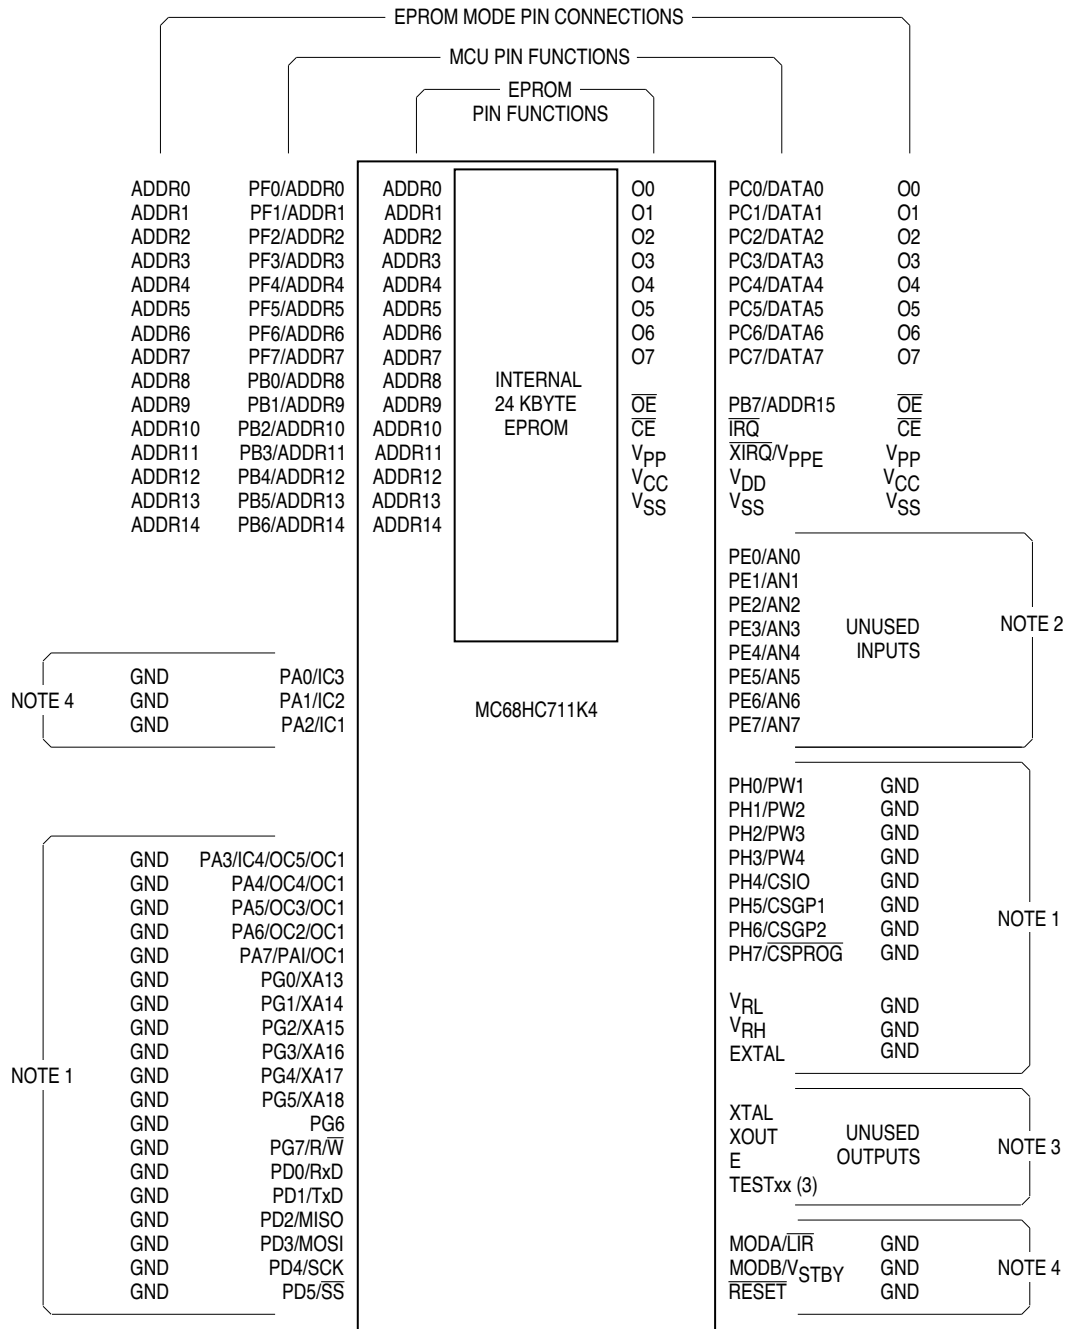 EPROM MODE PIN CONNECTIONS
MCU PIN FUNCTIONS
EPROM
PIN FUNCTIONS
ADDR0 PF0/ADDR0 ADDR0 O0 PC0/DATA0 O0
ADDR1 PF1/ADDR1 ADDR1 O1 PC1/DATA1 O1
ADDR2 PF2/ADDR2 ADDR2 O2 PC2/DATA2 O2
ADDR3 PF3/ADDR3 ADDR3 O3 PC3/DATA3 O3
ADDR4 PF4/ADDR4 ADDR4 O4 PC4/DATA4 O4
ADDR5 PF5/ADDR5 ADDR5 O5 PC5/DATA5 O5
ADDR6 PF6/ADDR6 ADDR6 O6 PC6/DATA6 O6
ADDR7 PF7/ADDR7 ADDR7 O7 PC7/DATA7 O7
ADDR8 PB0/ADDR8 ADDR8 INTERNAL
ADDR9 PB1/ADDR9 ADDR9 24 KBYTE O̅E̅ PB7/ADDR15 O̅E̅
ADDR10 PB2/ADDR10 ADDR10 EPROM C̅E̅ I̅R̅Q̅ C̅E̅
ADDR11 PB3/ADDR11 ADDR11 VPP X̅I̅R̅Q̅/VPPE VPP
ADDR12 PB4/ADDR12 ADDR12 VCC VDD VCC
ADDR13 PB5/ADDR13 ADDR13 VSS VSS VSS
ADDR14 PB6/ADDR14 ADDR14
PE0/AN0
PE1/AN1
PE2/AN2
PE3/AN3 UNUSED NOTE 2
PE4/AN4 INPUTS
PE5/AN5
PE6/AN6
PE7/AN7
GND PA0/IC3
NOTE 4 GND PA1/IC2
GND PA2/IC1
MC68HC711K4
PH0/PW1 GND
PH1/PW2 GND
PH2/PW3 GND
PH3/PW4 GND
PH4/CSIO GND
PH5/CSGP1 GND
PH6/CSGP2 GND NOTE 1
PH7/C̅S̅P̅R̅O̅G̅ GND
VRL GND
VRH GND
EXTAL GND
GND PA3/IC4/OC5/OC1
GND PA4/OC4/OC1
GND PA5/OC3/OC1
GND PA6/OC2/OC1
GND PA7/PAI/OC1
GND PG0/XA13
GND PG1/XA14
GND PG2/XA15
GND PG3/XA16
NOTE 1 GND PG4/XA17
GND PG5/XA18
GND PG6
GND PG7/R/W̅
GND PD0/RxD
GND PD1/TxD
GND PD2/MISO
GND PD3/MOSI
GND PD4/SCK
GND PD5/S̅S̅
XTAL
XOUT UNUSED NOTE 3
E OUTPUTS
TESTxx (3)
MODA/L̅I̅R̅ GND
MODB/VSTBY GND NOTE 4
R̅E̅S̅E̅T̅ GND